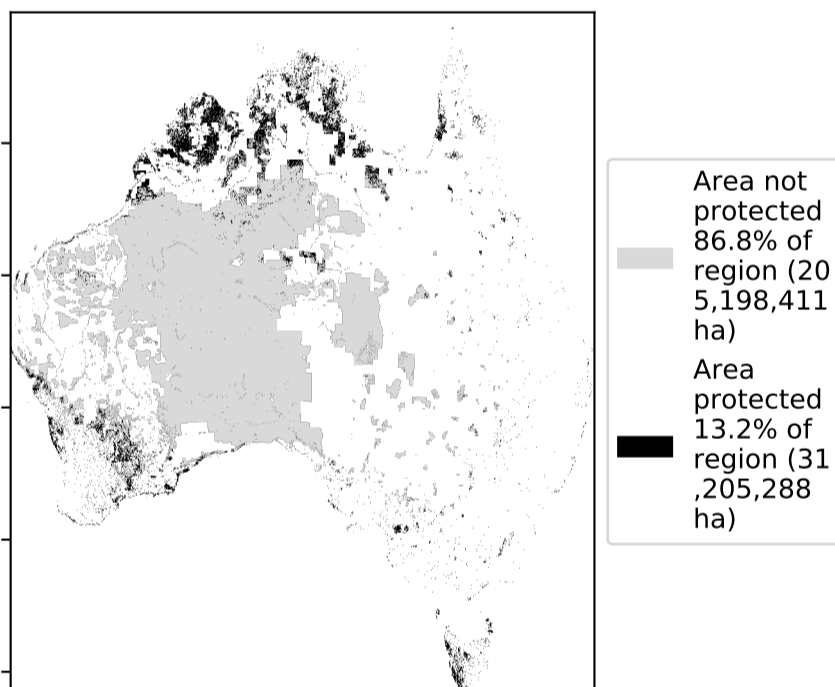 Area not
protected
86.8% of
region (20
5,198,411
ha)
Area
protected
13.2% of
region (31
,205,288
ha)